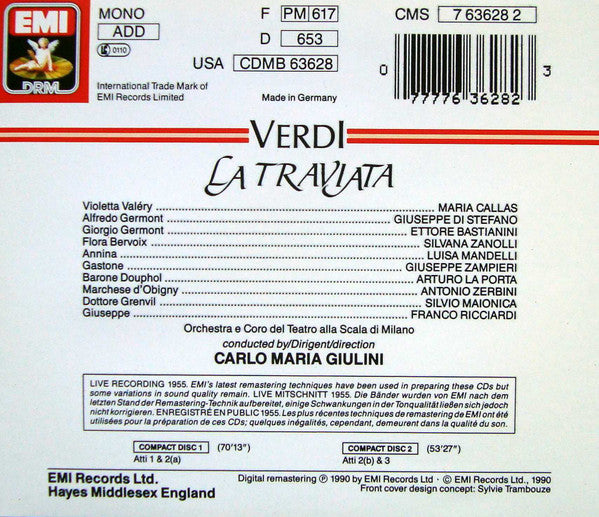 EMI
DRM
MONO
ADD
LC 0110
International Trade Mark of
EMI Records Limited
F PM 617
D 653
USA CDMB 63628
Made in Germany
CMS 7 63628 2
0 77776 36282 3
VERDI
LA TRAVIATA
Violetta Valéry ........ MARIA CALLAS
Alfredo Germont ........ GIUSEPPE DI STEFANO
Giorgio Germont ........ ETTORE BASTIANINI
Flora Bervoix ........ SILVANA ZANOLLI
Annina ........ LUISA MANDELLI
Gastone ........ GIUSEPPE ZAMPIERI
Barone Douphol ........ ARTURO LA PORTA
Marchese d'Obigny ........ ANTONIO ZERBINI
Dottore Grenvil ........ SILVIO MAIONICA
Giuseppe ........ FRANCO RICCIARDI
Orchestra e Coro del Teatro alla Scala di Milano
conducted by/Dirigent/direction
CARLO MARIA GIULINI
LIVE RECORDING 1955. EMI's latest remastering techniques have been used in preparing these CDs but
some variations in sound quality remain. LIVE MITSCHNITT 1955. Die Bänder wurden von EMI nach dem
letzten Stand der Remastering-Technik aufbereitet, einige Schwankungen in der Tonqualität ließen sich jedoch
nicht korrigieren. ENREGISTRÉ EN PUBLIC 1955. Les plus récentes techniques de remastering de EMI ont été
utilisées pour la préparation de ces CDs; quelques inégalités, cependant, demeurent dans la qualité du son.
COMPACT DISC 1 (70'13")
Atti 1 & 2(a)
COMPACT DISC 2 (53'27")
Atti 2(b) & 3
EMI Records Ltd.
Hayes Middlesex England
Digital remastering ℗ 1990 by EMI Records Ltd · © EMI Records Ltd., 1990
Front cover design concept: Sylvie Trambouze